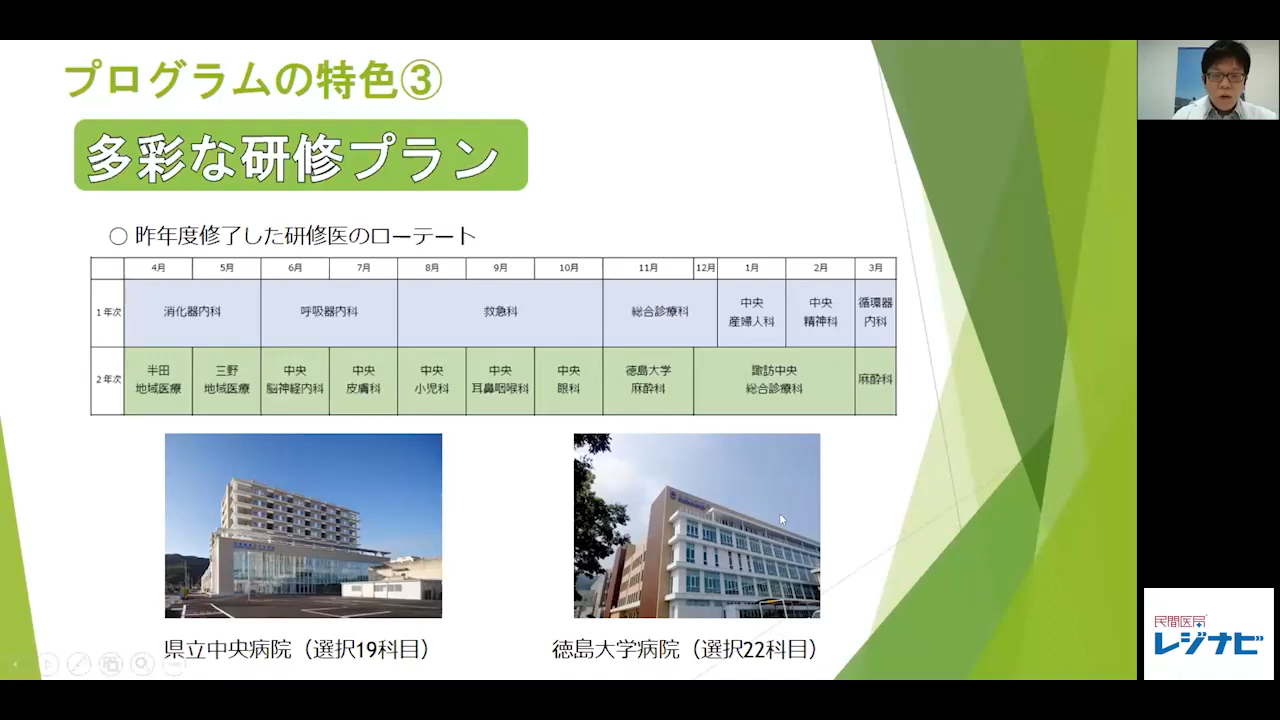 プログラムの特色③
多彩な研修プラン
○ 昨年度修了した研修医のローテート
4月 5月 6月 7月 8月 9月 10月 11月 12月 1月 2月 3月
1年次 消化器内科 呼吸器内科 救急科 総合診療科 中央 産婦人科 中央 精神科 循環器 内科
2年次 半田 地域医療 三野 地域医療 中央 脳神経内科 中央 皮膚科 中央 小児科 中央 耳鼻咽喉科 中央 眼科 徳島大学 麻酔科 諏訪中央 総合診療科 麻酔科
県立中央病院（選択19科目）
徳島大学病院（選択22科目）
民間医局
レジナビ